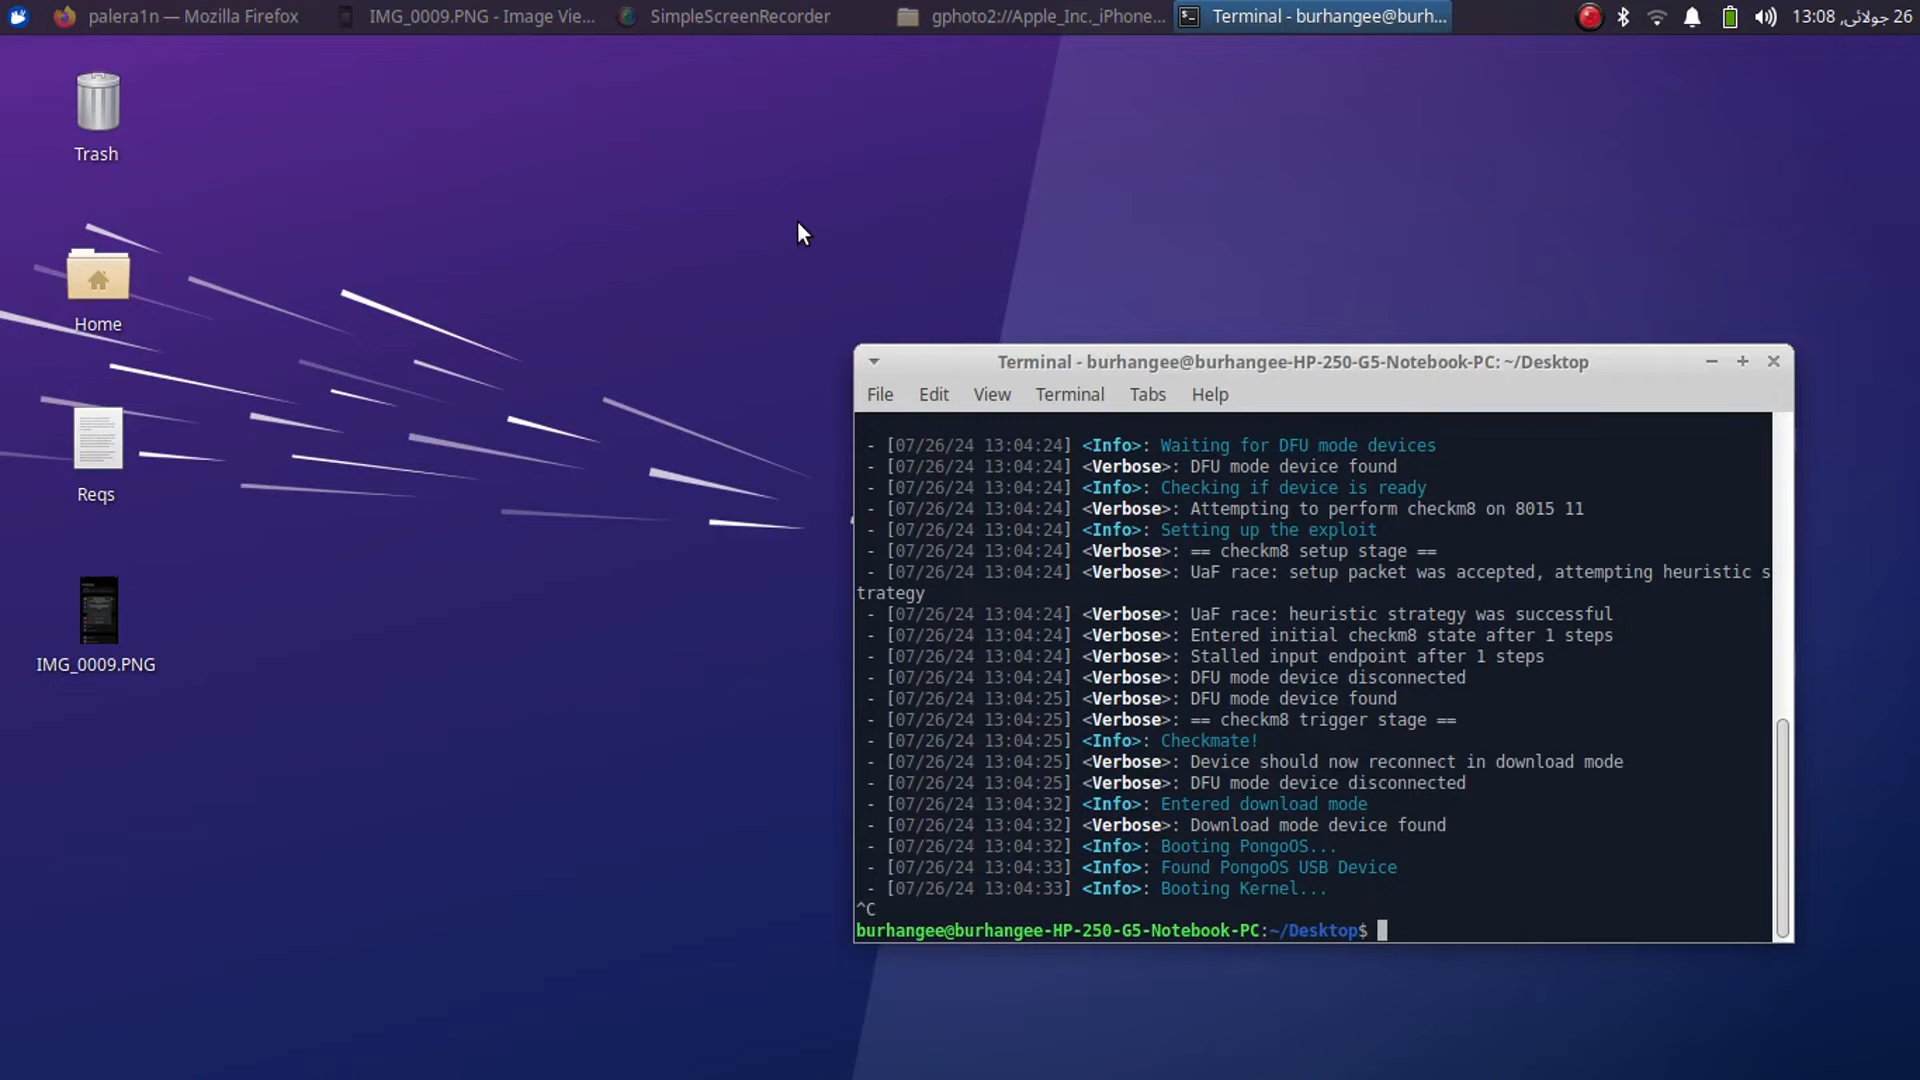 palera1n — Mozilla Firefox
IMG_0009.PNG - Image Vie...
SimpleScreenRecorder
gphoto2://Apple_Inc._iPhone...
Terminal - burhangee@burh...
26 جولائی, 13:08
Trash
Home
Reqs
IMG_0009.PNG
Terminal - burhangee@burhangee-HP-250-G5-Notebook-PC: ~/Desktop
File Edit View Terminal Tabs Help
- [07/26/24 13:04:24] <Info>: Waiting for DFU mode devices
- [07/26/24 13:04:24] <Verbose>: DFU mode device found
- [07/26/24 13:04:24] <Info>: Checking if device is ready
- [07/26/24 13:04:24] <Verbose>: Attempting to perform checkm8 on 8015 11
- [07/26/24 13:04:24] <Info>: Setting up the exploit
- [07/26/24 13:04:24] <Verbose>: == checkm8 setup stage ==
- [07/26/24 13:04:24] <Verbose>: UaF race: setup packet was accepted, attempting heuristic s
trategy
- [07/26/24 13:04:24] <Verbose>: UaF race: heuristic strategy was successful
- [07/26/24 13:04:24] <Verbose>: Entered initial checkm8 state after 1 steps
- [07/26/24 13:04:24] <Verbose>: Stalled input endpoint after 1 steps
- [07/26/24 13:04:24] <Verbose>: DFU mode device disconnected
- [07/26/24 13:04:25] <Verbose>: DFU mode device found
- [07/26/24 13:04:25] <Verbose>: == checkm8 trigger stage ==
- [07/26/24 13:04:25] <Info>: Checkmate!
- [07/26/24 13:04:25] <Verbose>: Device should now reconnect in download mode
- [07/26/24 13:04:25] <Verbose>: DFU mode device disconnected
- [07/26/24 13:04:32] <Info>: Entered download mode
- [07/26/24 13:04:32] <Verbose>: Download mode device found
- [07/26/24 13:04:32] <Info>: Booting PongoOS...
- [07/26/24 13:04:33] <Info>: Found PongoOS USB Device
- [07/26/24 13:04:33] <Info>: Booting Kernel...
^C
burhangee@burhangee-HP-250-G5-Notebook-PC:~/Desktop$